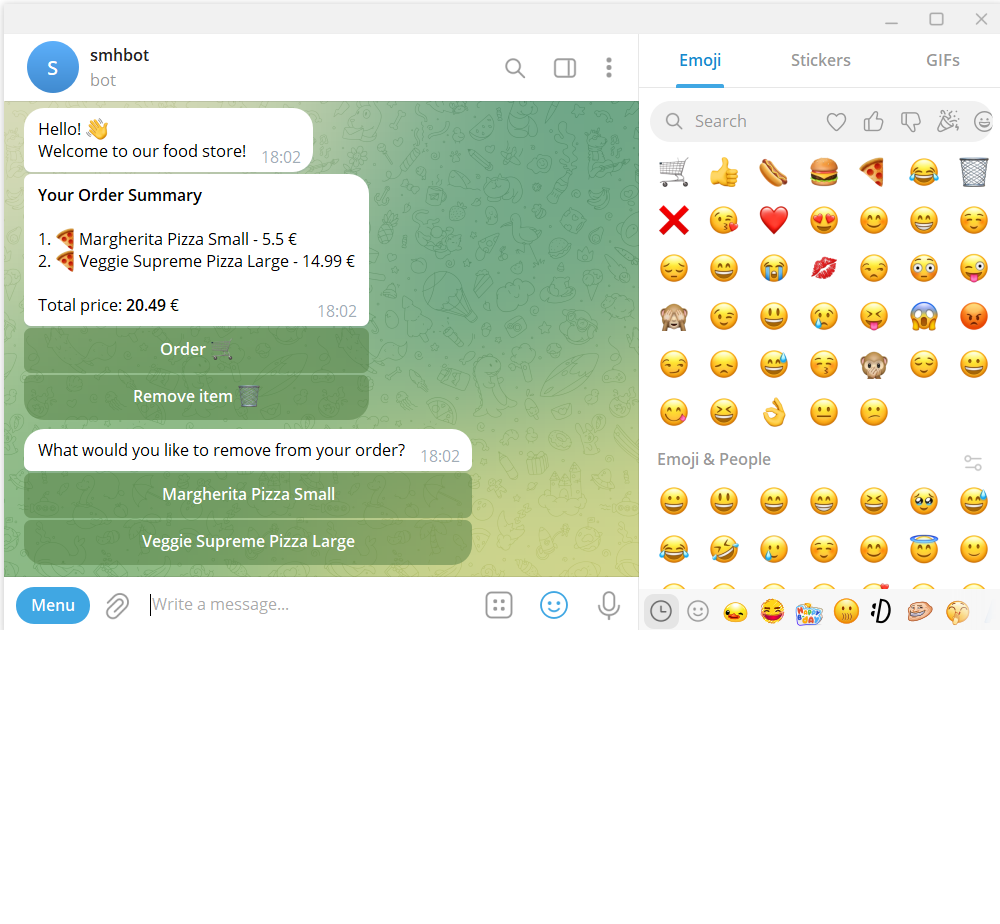 S
smhbot
bot
Hello! 👋
Welcome to our food store! 18:02
Your Order Summary
1. 🍕 Margherita Pizza Small - 5.5 €
2. 🍕 Veggie Supreme Pizza Large - 14.99 €
Total price: 20.49 € 18:02
Order 🛒
Remove item 🗑
What would you like to remove from your order? 18:02
Margherita Pizza Small
Veggie Supreme Pizza Large
Menu
Write a message...
Emoji Stickers GIFs
Search
Emoji & People